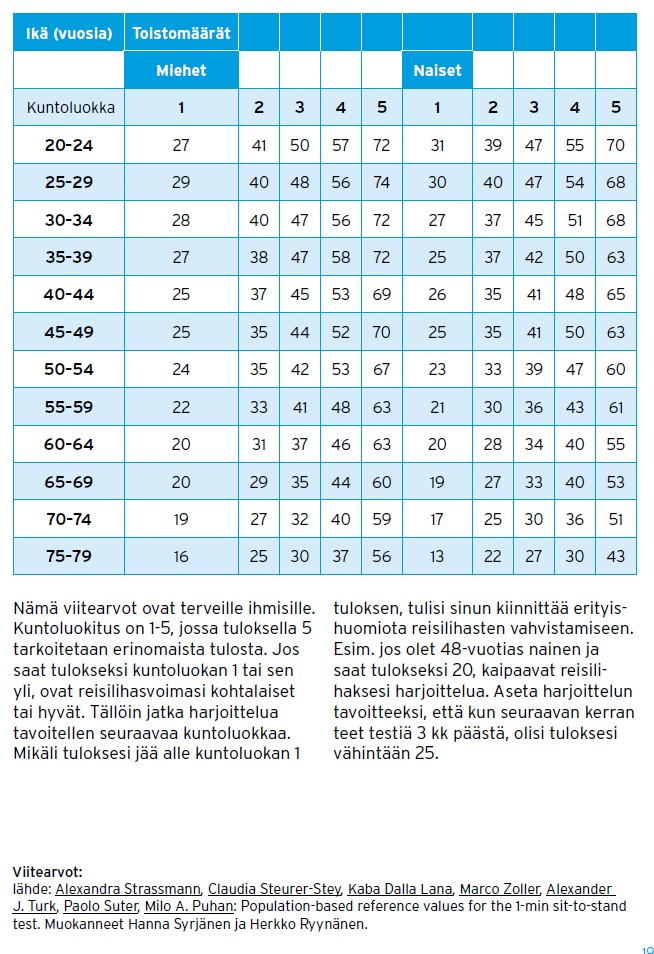 Ikä (vuosia) Toistomäärät
Miehet Naiset
Kuntoluokka 1 2 3 4 5 1 2 3 4 5
20–24 27 41 50 57 72 31 39 47 55 70
25–29 29 40 48 56 74 30 40 47 54 68
30–34 28 40 47 56 72 27 37 45 51 68
35–39 27 38 47 58 72 25 37 42 50 63
40–44 25 37 45 53 69 26 35 41 48 65
45–49 25 35 44 52 70 25 35 41 50 63
50–54 24 35 42 53 67 23 33 39 47 60
55–59 22 33 41 48 63 21 30 36 43 61
60–64 20 31 37 46 63 20 28 34 40 55
65–69 20 29 35 44 60 19 27 33 40 53
70–74 19 27 32 40 59 17 25 30 36 51
75–79 16 25 30 37 56 13 22 27 30 43
Nämä viitearvot ovat terveille ihmisille.
Kuntoluokitus on 1-5, jossa tuloksella 5
tarkoitetaan erinomaista tulosta. Jos
saat tulokseksi kuntoluokan 1 tai sen
yli, ovat reisilihasvoimasi kohtalaiset
tai hyvät. Tällöin jatka harjoittelua
tavoitellen seuraavaa kuntoluokkaa.
Mikäli tuloksesi jää alle kuntoluokan 1
tuloksen, tulisi sinun kiinnittää erityis-
huomiota reisilihasten vahvistamiseen.
Esim. jos olet 48-vuotias nainen ja
saat tulokseksi 20, kaipaavat reisili-
haksesi harjoittelua. Aseta harjoittelun
tavoitteeksi, että kun seuraavan kerran
teet testiä 3 kk päästä, olisi tuloksesi
vähintään 25.
Viitearvot:
lähde: Alexandra Strassmann, Claudia Steurer-Stey, Kaba Dalla Lana, Marco Zoller, Alexander
J. Turk, Paolo Suter, Milo A. Puhan: Population-based reference values for the 1-min sit-to-stand
test. Muokanneet Hanna Syrjänen ja Herkko Ryynänen.
19